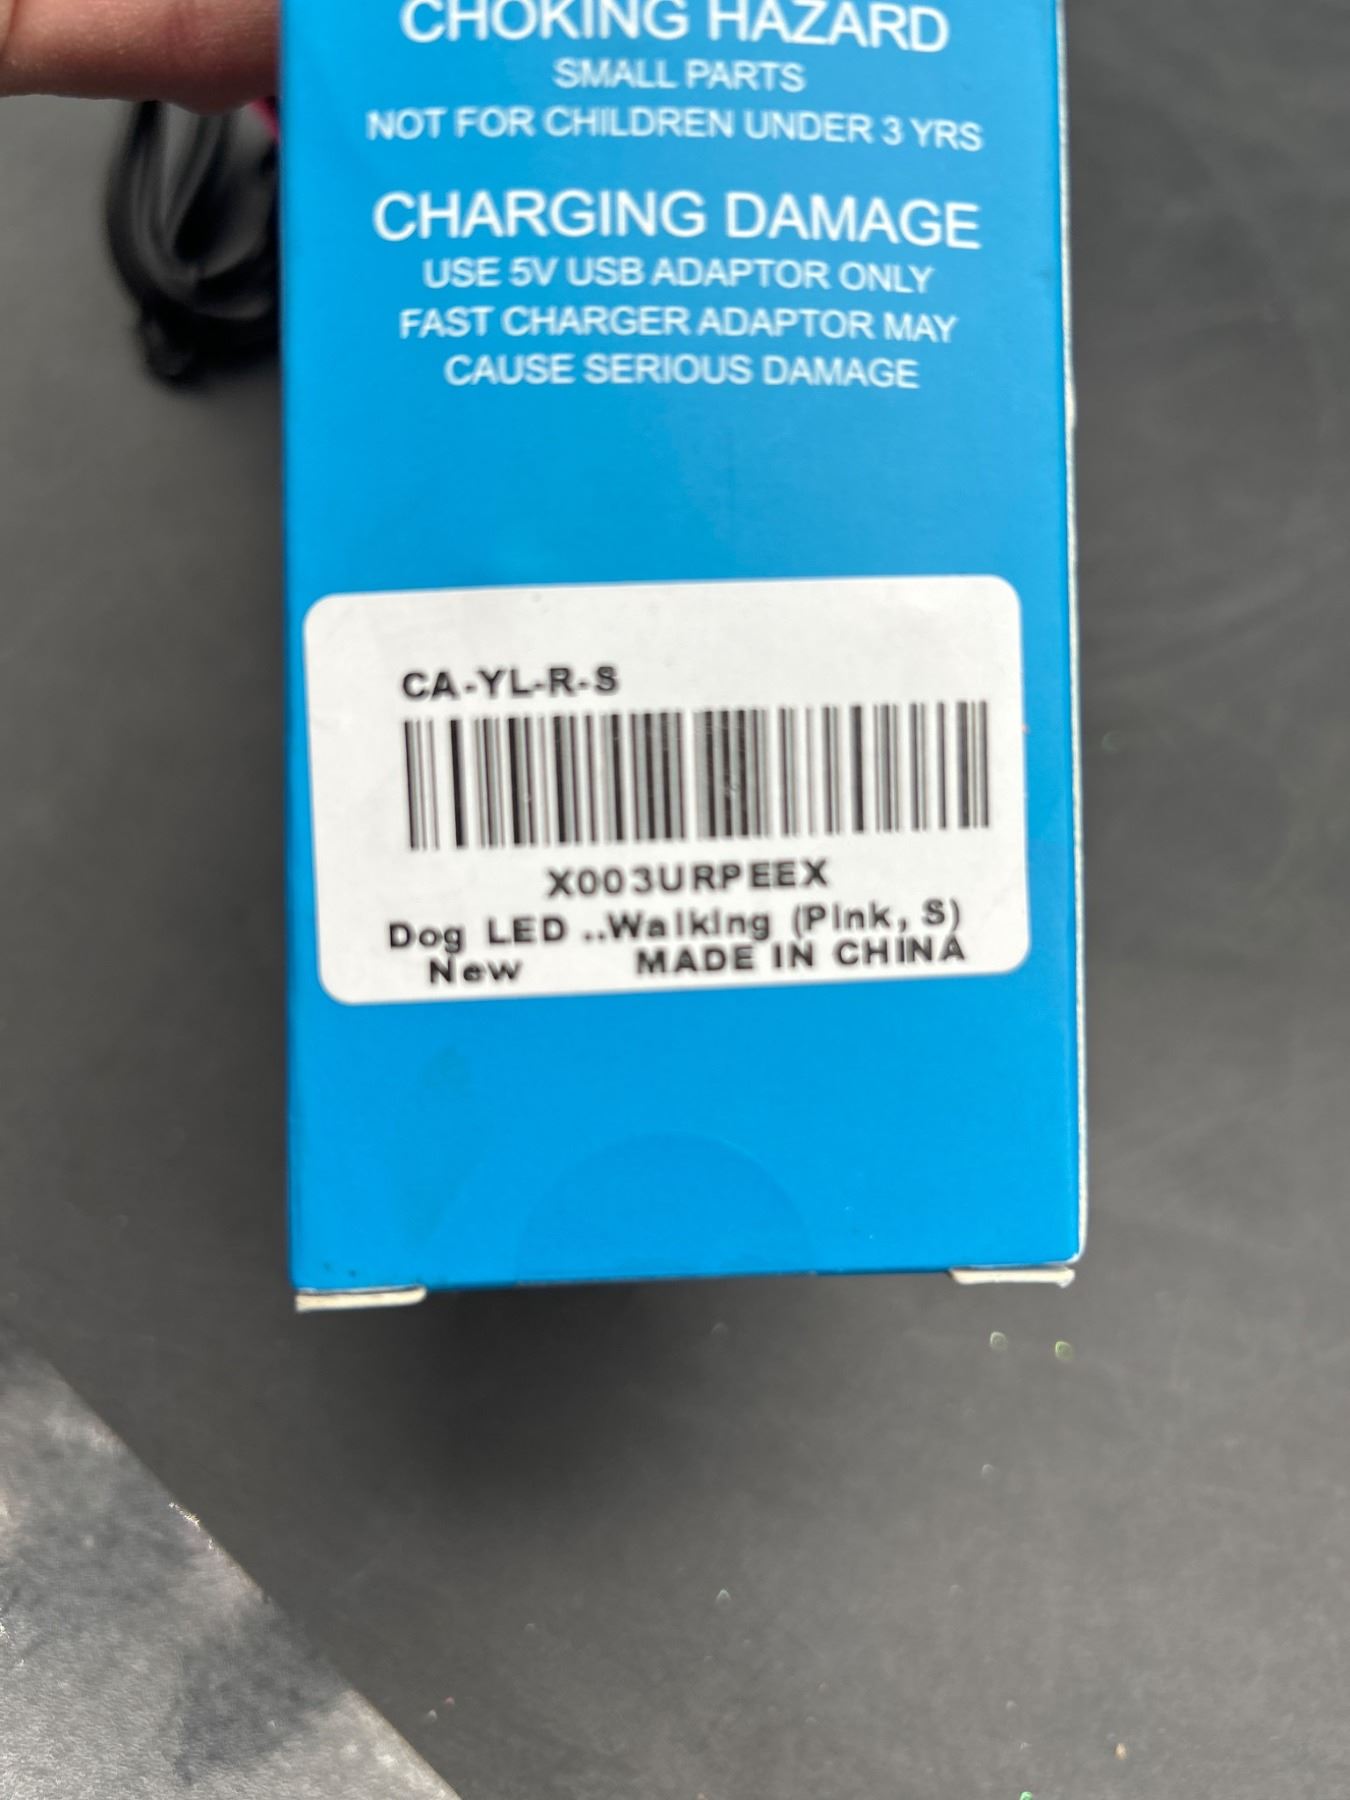 CHOKING HAZARD
SMALL PARTS
NOT FOR CHILDREN UNDER 3 YRS
CHARGING DAMAGE
USE 5V USB ADAPTOR ONLY
FAST CHARGER ADAPTOR MAY
CAUSE SERIOUS DAMAGE
CA-YL-R-S
X003URPEEX
Dog LED ..Walking (Pink, S)
New MADE IN CHINA